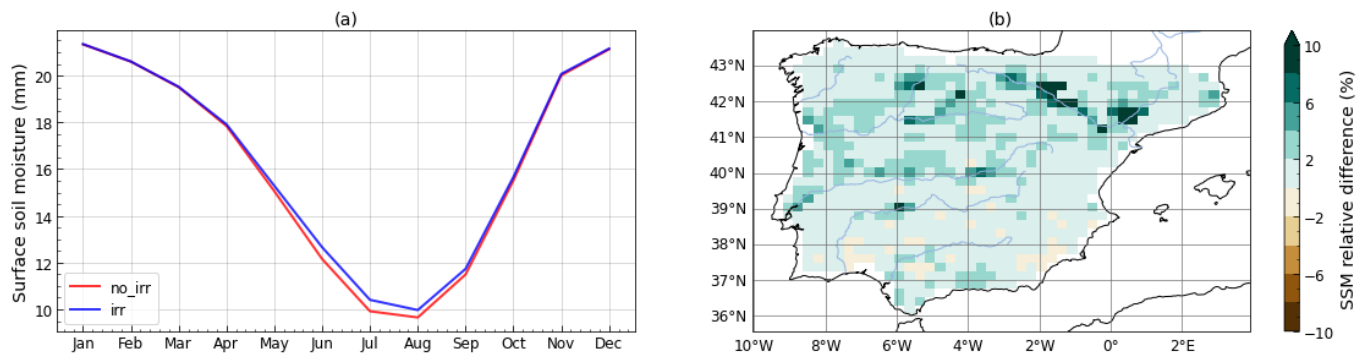 (a)
Surface soil moisture (mm)
20
18
16
14
12
10
no_irr
irr
Jan Feb Mar Apr May Jun Jul Aug Sep Oct Nov Dec
(b)
43°N
42°N
41°N
40°N
39°N
38°N
37°N
36°N
10°W 8°W 6°W 4°W 2°W 0° 2°E
10
6
2
−2
−6
−10
SSM relative difference (%)